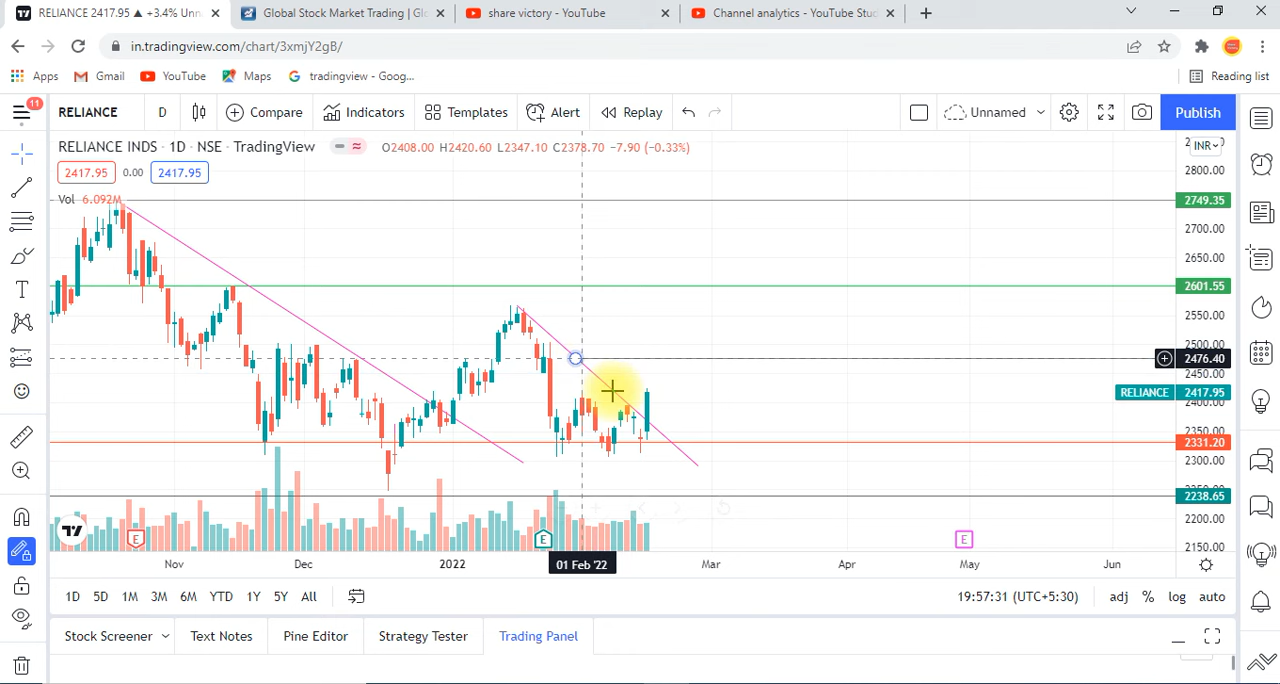 RELIANCE 2417.95 ▲ +3.4% Unn
Global Stock Market Trading | Gl
share victory - YouTube
Channel analytics - YouTube Stud
in.tradingview.com/chart/3xmjY2gB/
Apps
Gmail
YouTube
Maps
tradingview - Goog...
Reading list
11
RELIANCE
D
Compare
Indicators
Templates
Alert
Replay
Unnamed
Publish
RELIANCE INDS · 1D · NSE · TradingView
O2408.00 H2420.60 L2347.10 C2378.70 −7.90 (−0.33%)
INR
2417.95
0.00
2417.95
2800.00
Vol 6.092M
2749.35
2700.00
2650.00
2601.55
2550.00
2500.00
2476.40
2450.00
RELIANCE 2417.95
2400.00
2350.00
2331.20
2300.00
2238.65
2200.00
2150.00
E
E
E
Nov
Dec
2022
01 Feb '22
Mar
Apr
May
Jun
1D
5D
1M
3M
6M
YTD
1Y
5Y
All
19:57:31 (UTC+5:30)
adj
%
log
auto
Stock Screener
Text Notes
Pine Editor
Strategy Tester
Trading Panel